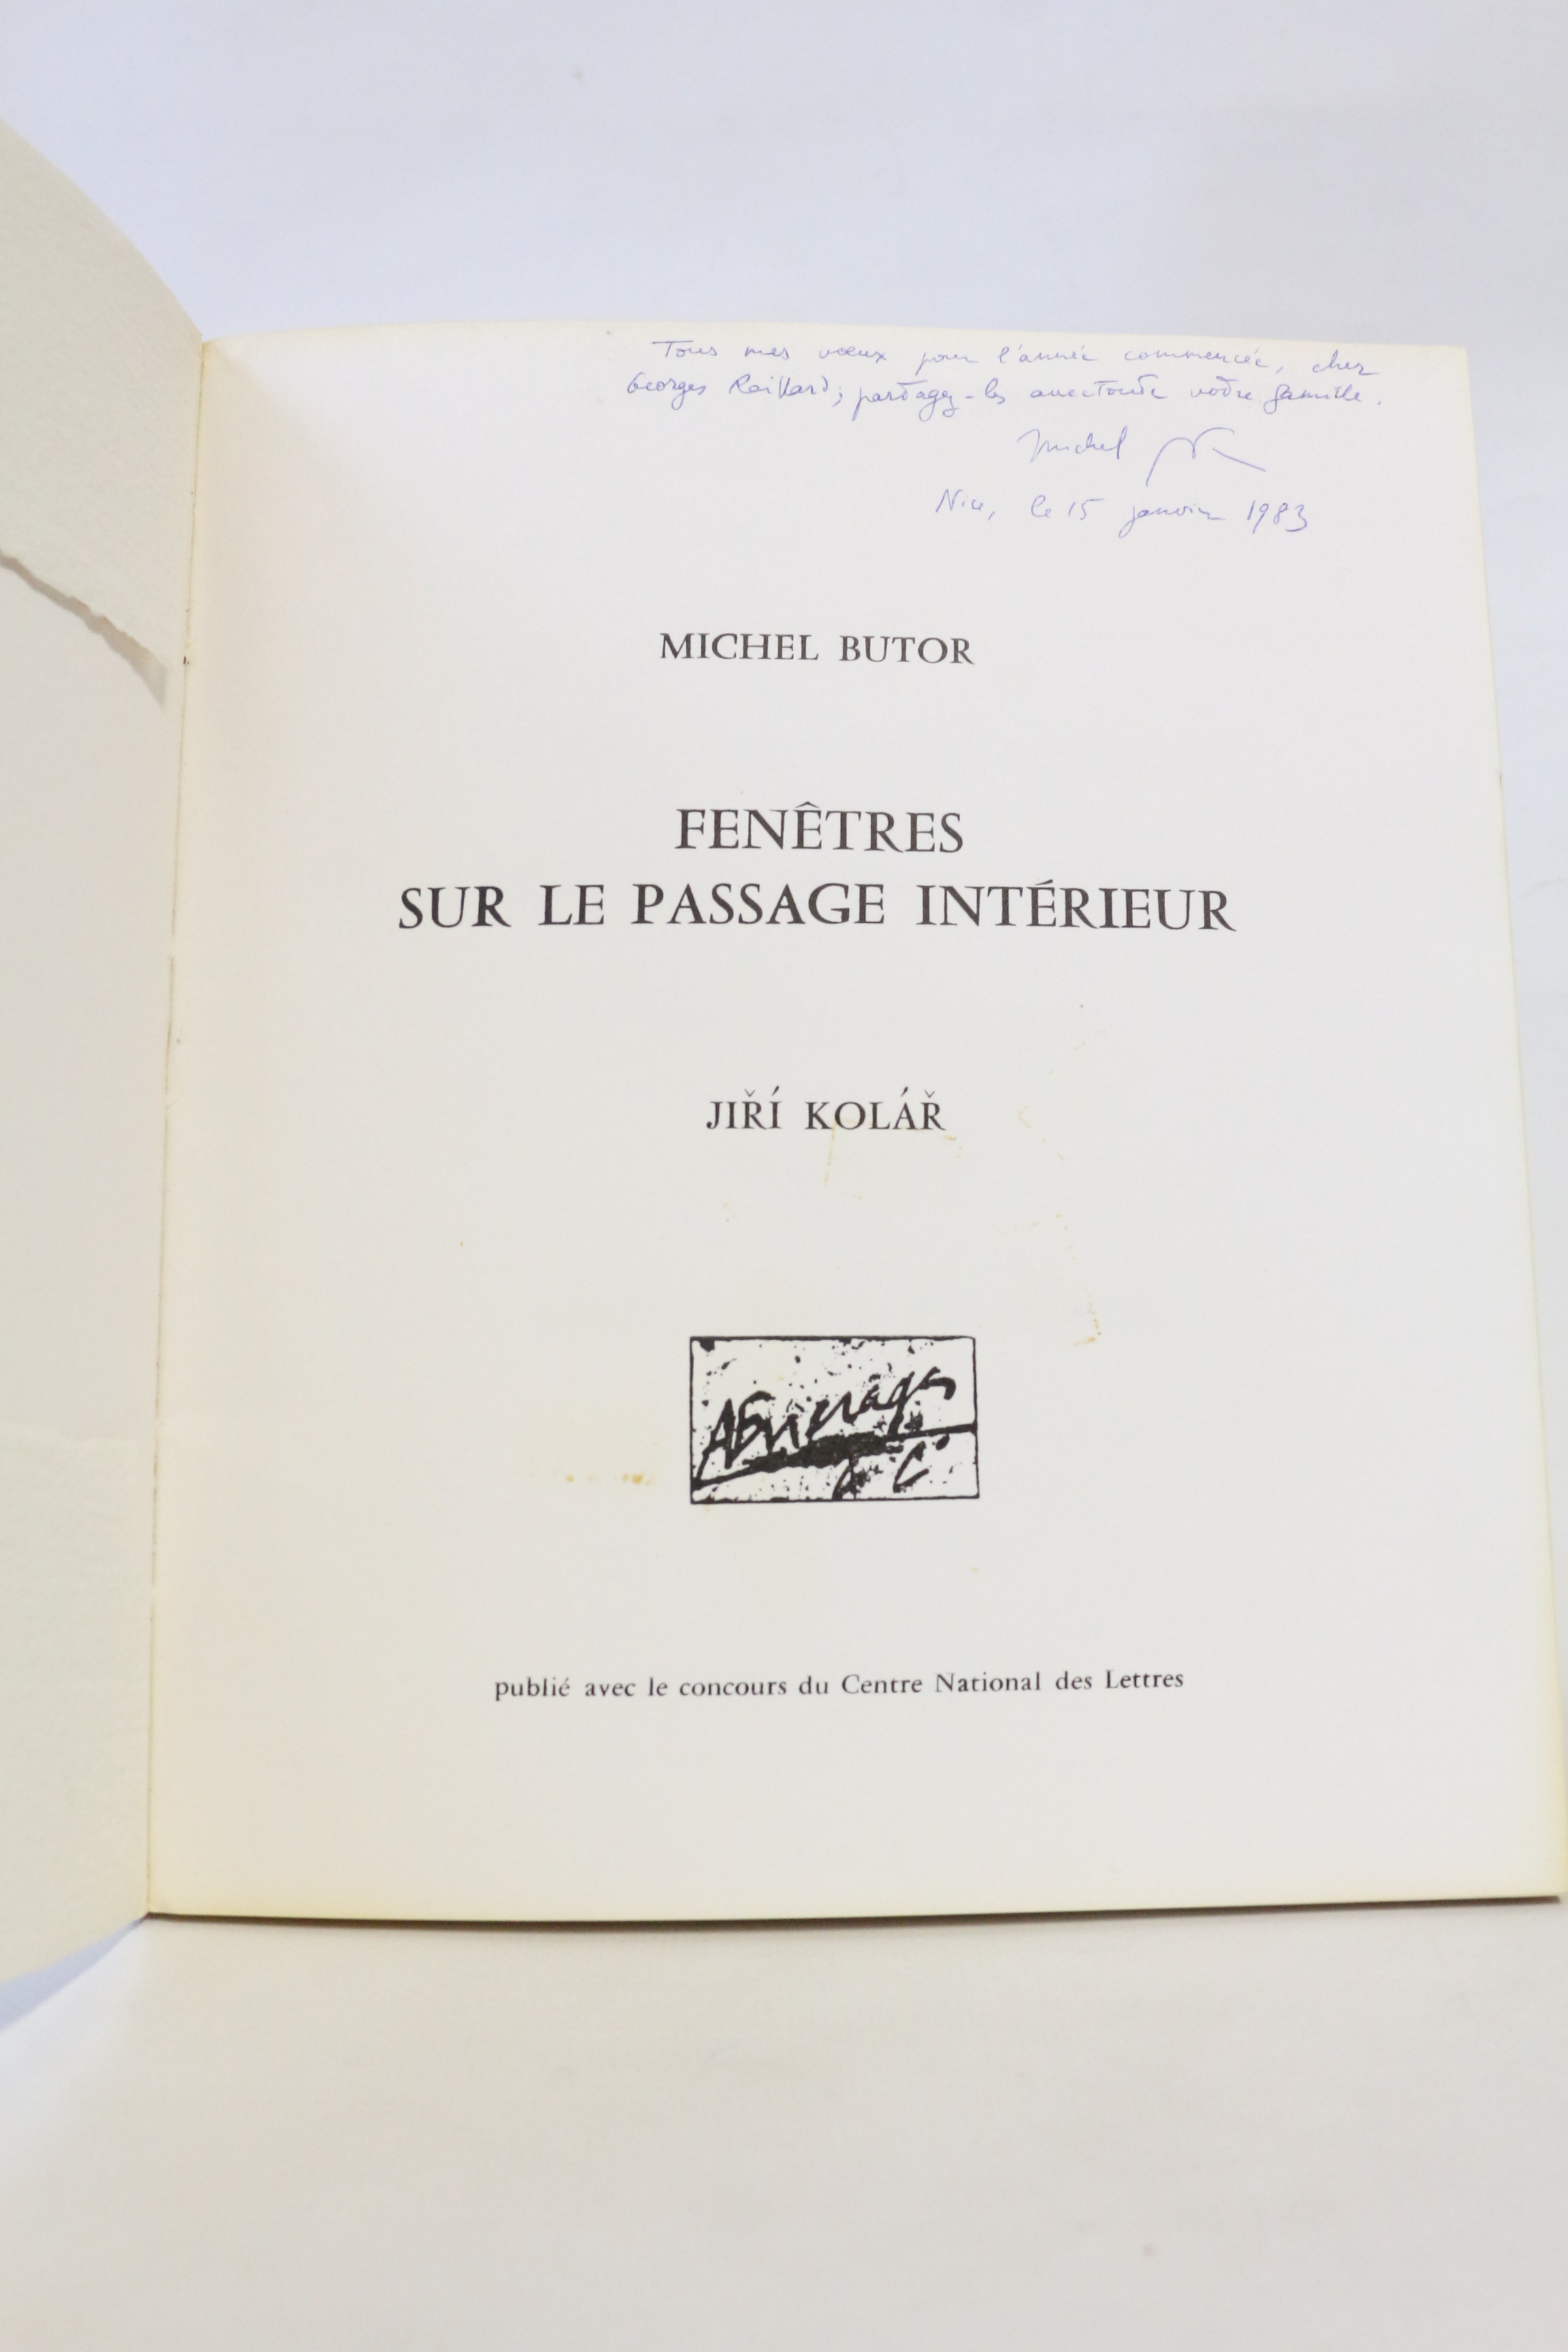 Tous mes vœux pour l'année commencée, cher
Georges Raillard; partagez-les avec toute votre famille.
Michel
Nice, le 15 janvier 1983
MICHEL BUTOR
FENÊTRES
SUR LE PASSAGE INTÉRIEUR
JIŘÍ KOLÁŘ
publié avec le concours du Centre National des Lettres